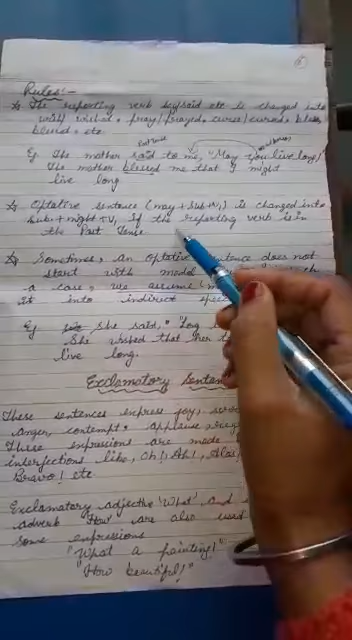 Rules:-
The reporting verb say/said etc is changed into
wish/wished, pray/prayed, curse/cursed, bless/
blessed. etc
Eg The mother said to me, "May you live long!
The mother blessed me that I might
live long
Optative sentence (may + sub + V1) is changed into
Sub + might + V1 If the reporting verb is in
the Past Tense
Sometimes, an optative sentence does not
start with modal
a case, we assume
it into indirect
Eg she said, "Long
She wished that her
live long.
Exclamatory Senten
These sentences express joy,
anger, contempt, applause,
These expressions are made
interjections like, Oh! Ah!, Alas
Bravo! etc
Exclamatory adjective 'What' and
adverb 'How' are also used
some expressions
"What a painting!"
"How beautiful!"